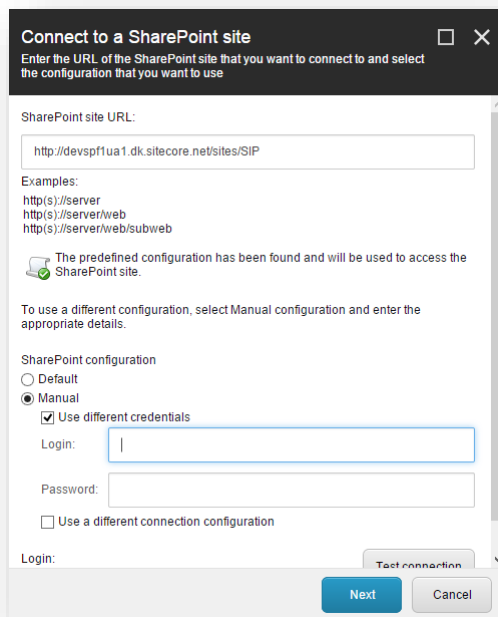 Connect to a SharePoint site
Enter the URL of the SharePoint site that you want to connect to and select
the configuration that you want to use
SharePoint site URL:
http://devspf1ua1.dk.sitecore.net/sites/SIP
Examples:
http(s)://server
http(s)://server/web
http(s)://server/web/subweb
The predefined configuration has been found and will be used to access the
SharePoint site.
To use a different configuration, select Manual configuration and enter the
appropriate details.
SharePoint configuration
Default
Manual
Use different credentials
Login:
Password:
Use a different connection configuration
Login:
Test connection
Next
Cancel